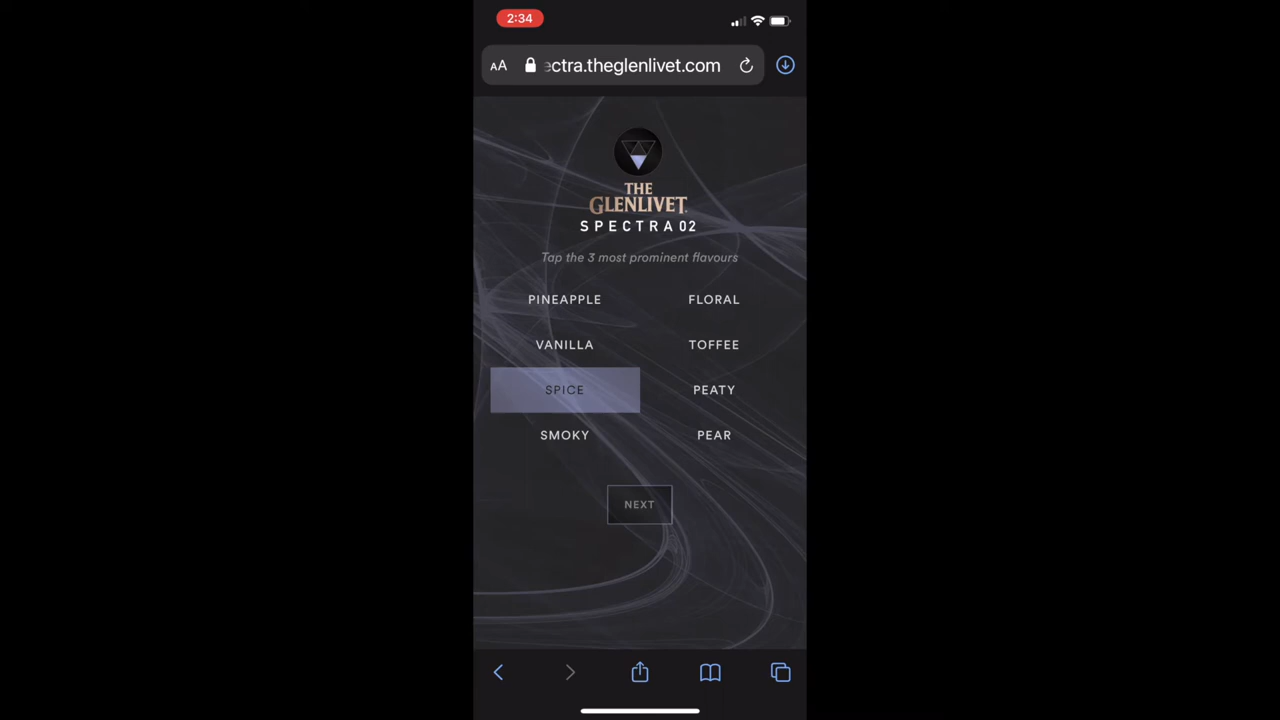 2:34
AA ectra.theglenlivet.com
THE
GLENLIVET.
SPECTRA 02
Tap the 3 most prominent flavours
PINEAPPLE FLORAL
VANILLA TOFFEE
SPICE PEATY
SMOKY PEAR
NEXT